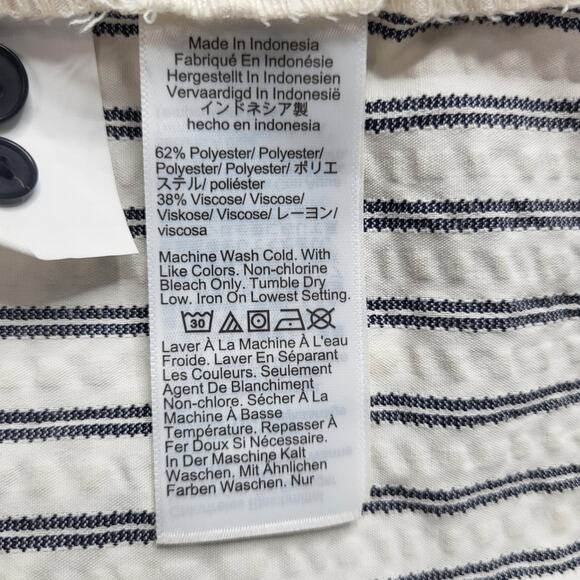 Made In Indonesia
Fabriqué En Indonésie
Hergestellt In Indonesien
Vervaardigd In Indonesië
インドネシア製
hecho en indonesia
62% Polyester/ Polyester/
Polyester/ Polyester/ ポリエ
ステル/ poliéster
38% Viscose/ Viscose/
Viskose/ Viscose/ レーヨン/
viscosa
Machine Wash Cold. With
Like Colors. Non-chlorine
Bleach Only. Tumble Dry
Low. Iron On Lowest Setting.
30
Laver À La Machine À L'eau
Froide. Laver En Séparant
Les Couleurs. Seulement
Agent De Blanchiment
Non-chlore. Sécher À La
Machine À Basse
Température. Repasser À
Fer Doux Si Nécessaire.
In Der Maschine Kalt
Waschen. Mit Ähnlichen
Farben Waschen. Nur